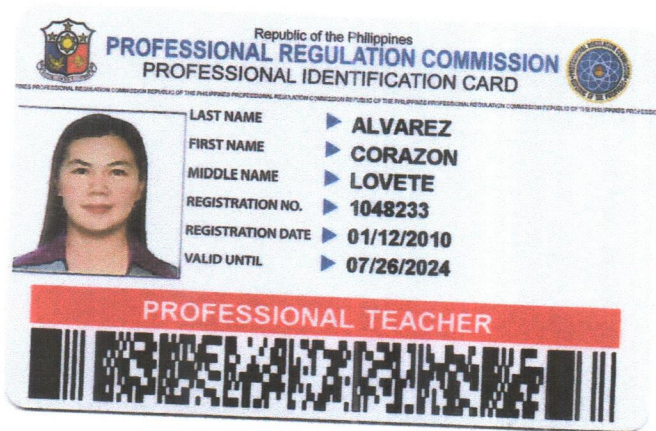 Republic of the Philippines
PROFESSIONAL REGULATION COMMISSION
PROFESSIONAL IDENTIFICATION CARD
LAST NAME ALVAREZ
FIRST NAME CORAZON
MIDDLE NAME LOVETE
REGISTRATION NO. 1048233
REGISTRATION DATE 01/12/2010
VALID UNTIL 07/26/2024
PROFESSIONAL TEACHER